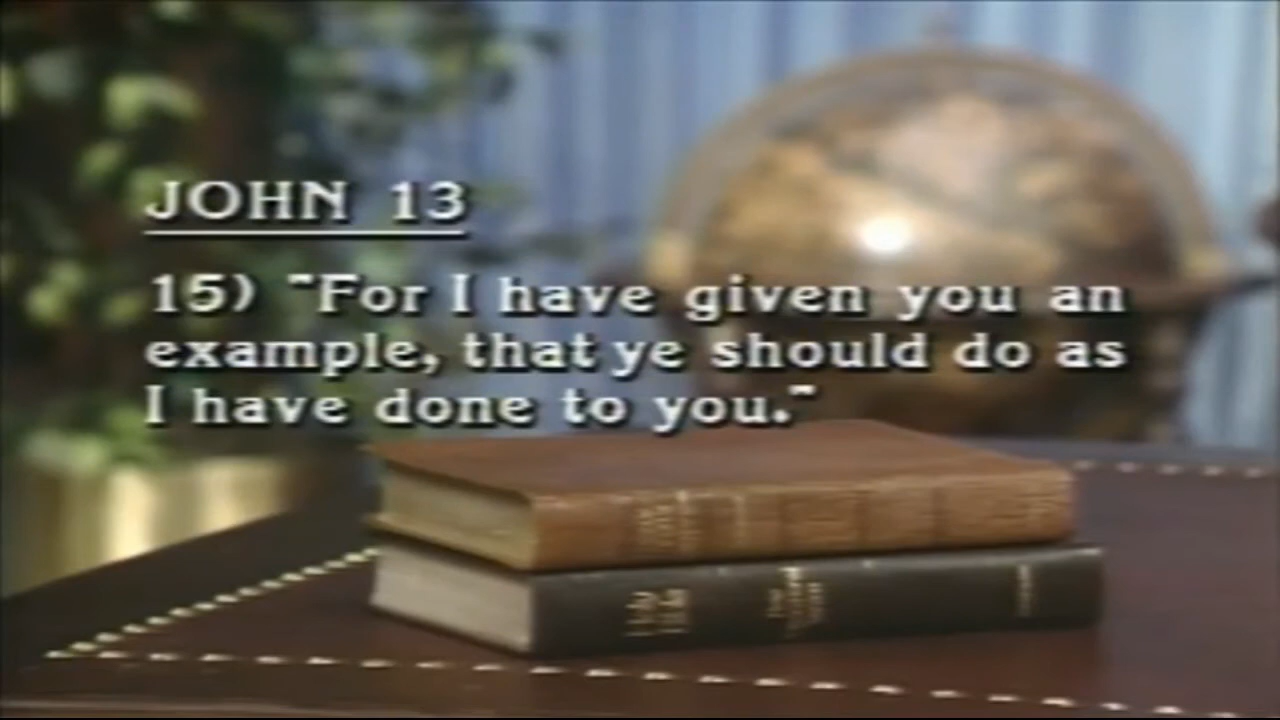 JOHN 13
15) "For I have given you an
example, that ye should do as
I have done to you."